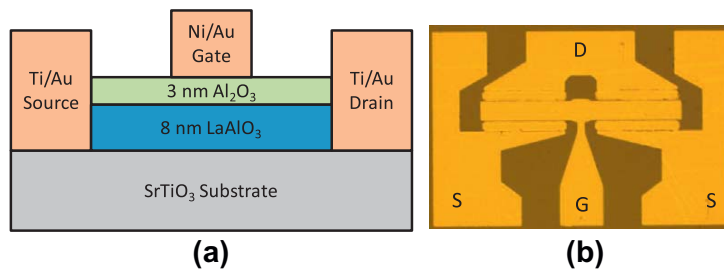 Ni/Au
Gate
Ti/Au
Source
Ti/Au
Drain
3 nm Al₂O₃
8 nm LaAlO₃
SrTiO₃ Substrate
(a)
D
S
G
S
(b)